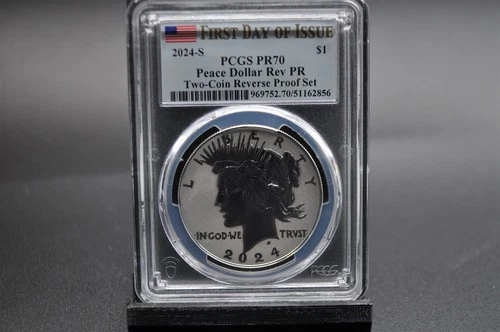 FIRST DAY OF ISSUE
2024-S $1
PCGS PR70
Peace Dollar Rev PR
Two-Coin Reverse Proof Set
969752.70/51162856
LIBERTY
IN GOD WE TRVST
2024
PCGS